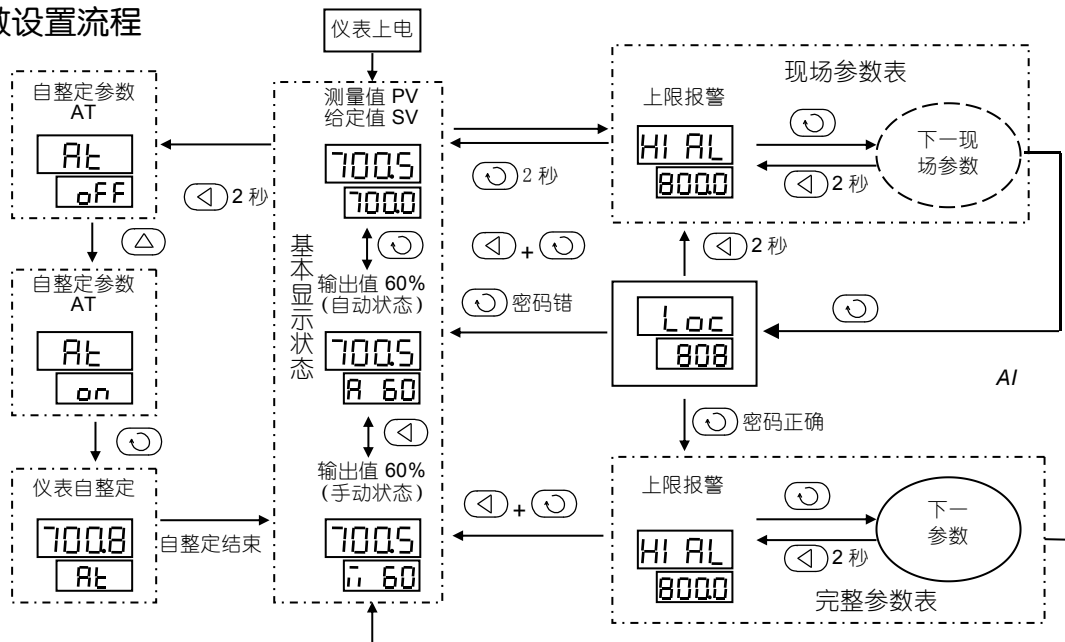 数设置流程
仪表上电
自整定参数
AT
At
oFF
2 秒
自整定参数
AT
At
on
仪表自整定
700.8
At
自整定结束
基本显示状态
测量值 PV
给定值 SV
700.5
700.0
输出值 60%
(自动状态)
700.5
A 60
输出值 60%
(手动状态)
700.5
60
2 秒
+
密码错
+
现场参数表
上限报警
HI AL
800.0
2 秒
下一现
场参数
2 秒
Loc
808
AI
密码正确
上限报警
HI AL
800.0
2 秒
下一
参数
完整参数表